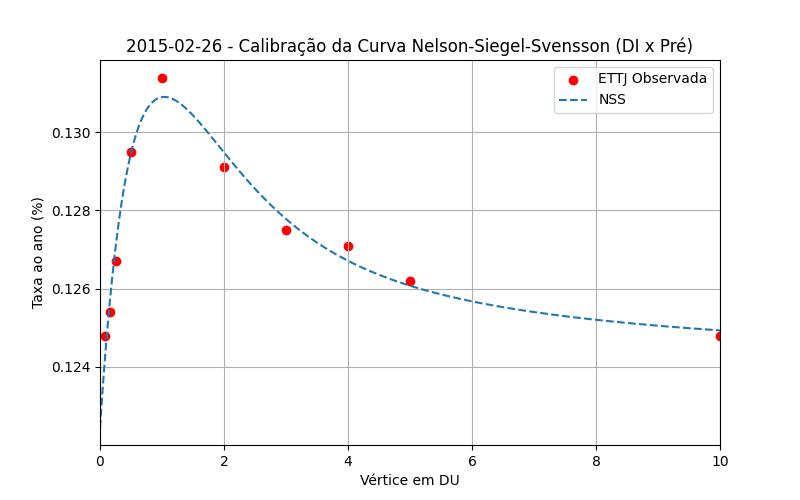 2015-02-26 - Calibração da Curva Nelson-Siegel-Svensson (DI x Pré)
ETTJ Observada
NSS
Taxa ao ano (%)
0.130
0.128
0.126
0.124
0 2 4 6 8 10
Vértice em DU